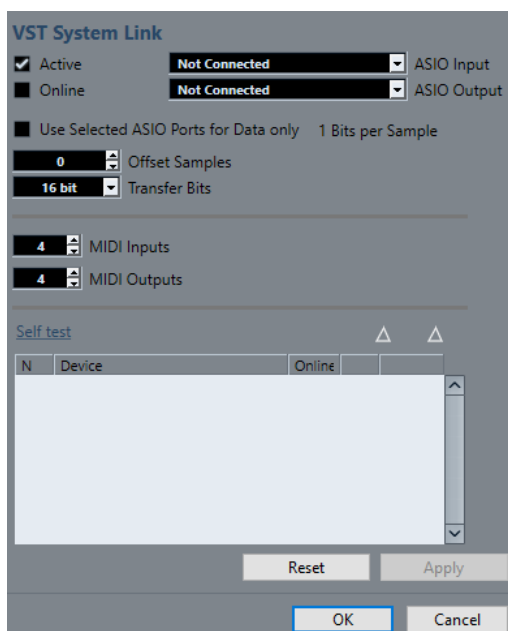 VST System Link
Active Not Connected ASIO Input
Online Not Connected ASIO Output
Use Selected ASIO Ports for Data only 1 Bits per Sample
0 Offset Samples
16 bit Transfer Bits
4 MIDI Inputs
4 MIDI Outputs
Self test
N Device Online
Reset Apply
OK Cancel